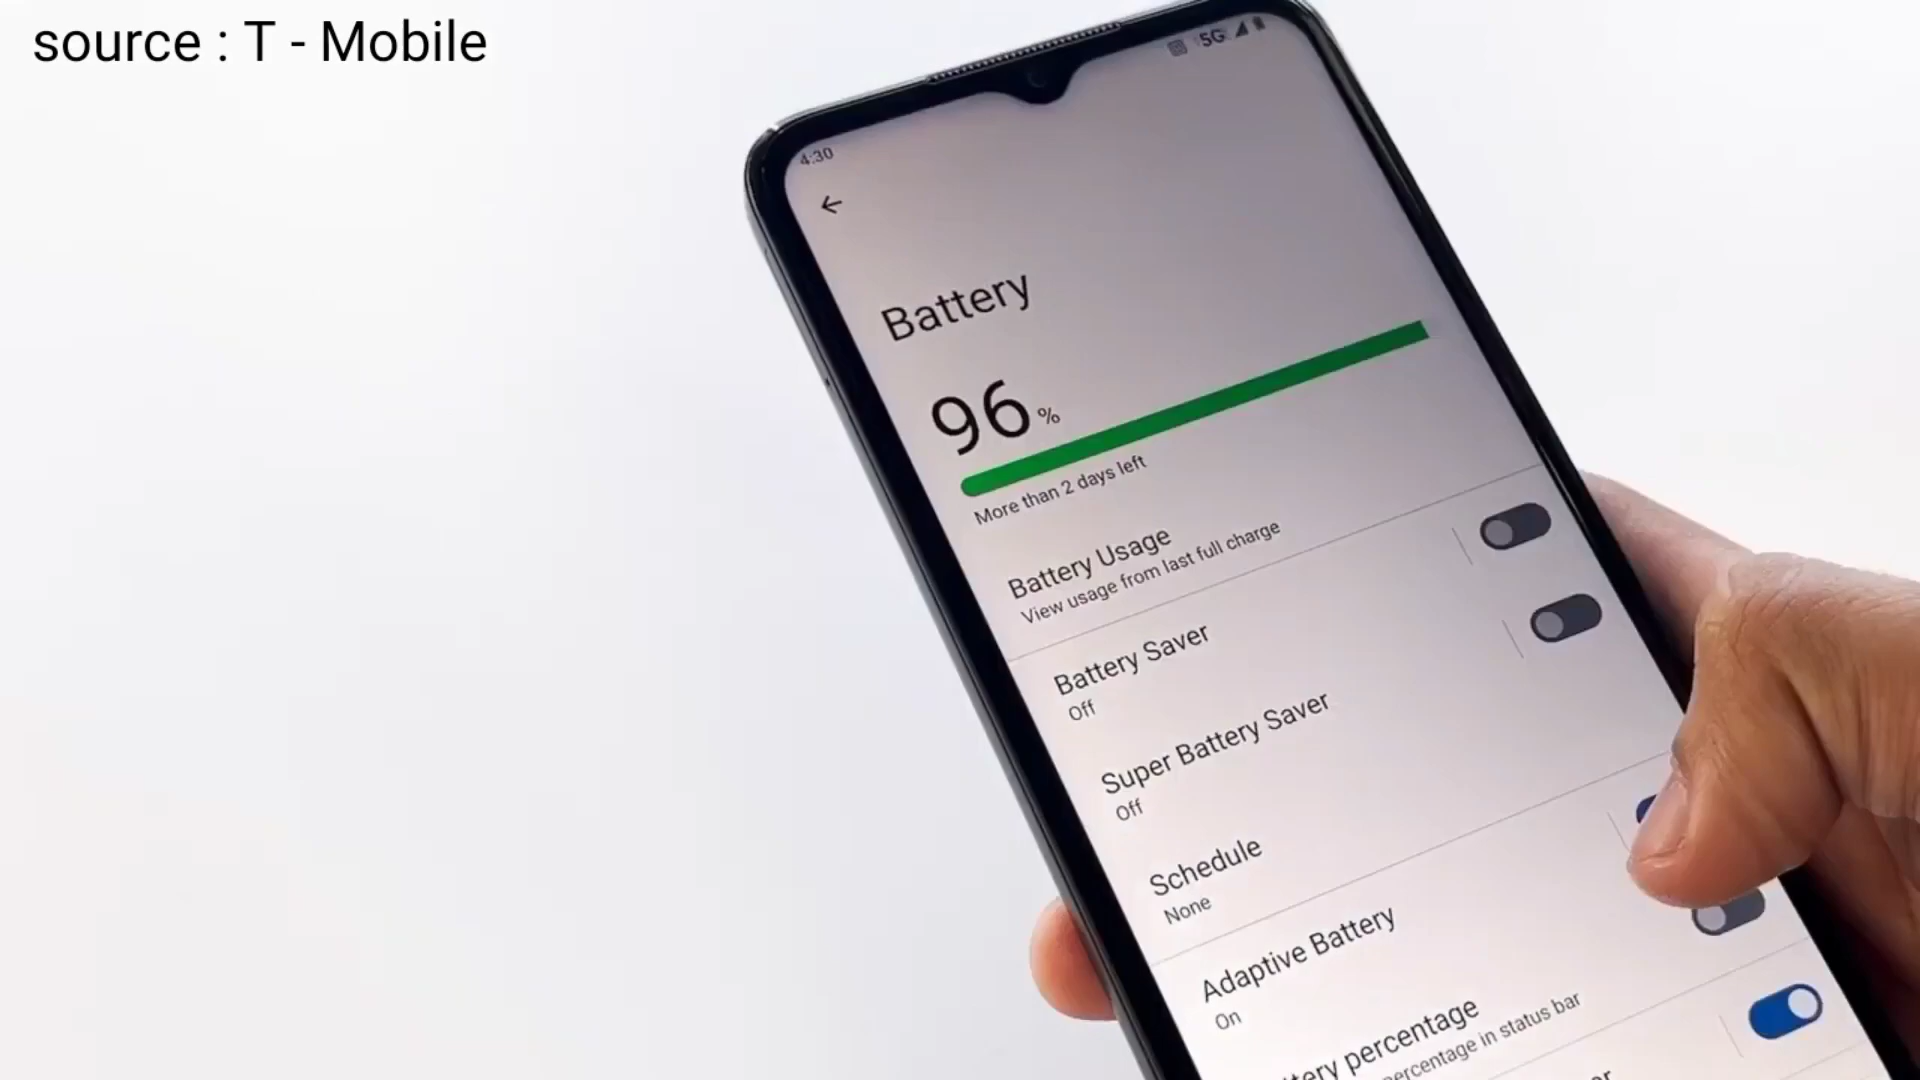 source : T - Mobile
5G
4:30
Battery
96 %
More than 2 days left
Battery Usage
View usage from last full charge
Battery Saver
Off
Super Battery Saver
Off
Schedule
None
Adaptive Battery
On
percentage
percentage in status bar